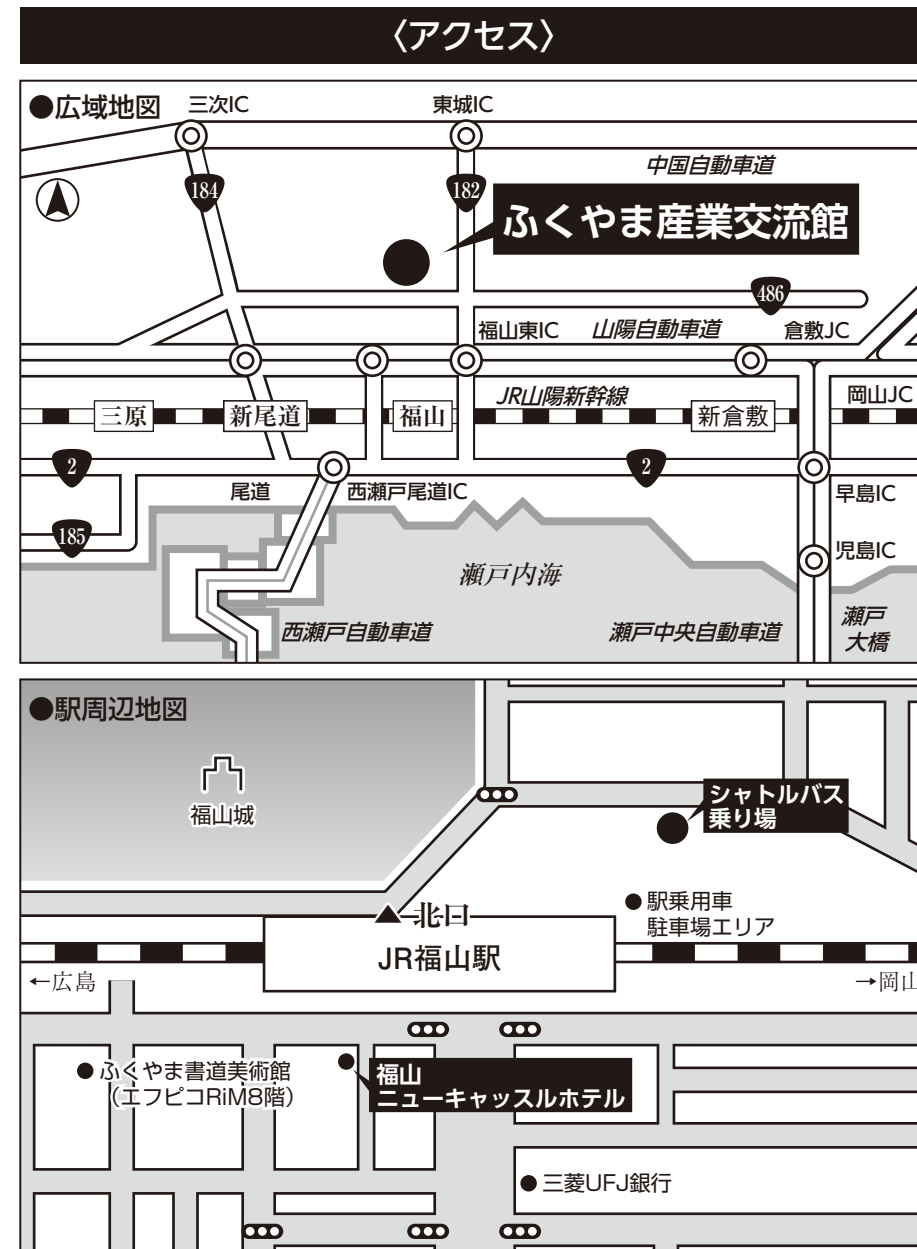 〈アクセス〉
●広域地図
三次IC
東城IC
中国自動車道
184
182
ふくやま産業交流館
486
福山東IC
山陽自動車道
倉敷JC
JR山陽新幹線
岡山JC
三原
新尾道
福山
新倉敷
2
2
尾道
西瀬戸尾道IC
早島IC
185
児島IC
瀬戸内海
西瀬戸自動車道
瀬戸中央自動車道
瀬戸
大橋
●駅周辺地図
福山城
シャトルバス
乗り場
▲北口
●駅乗用車
駐車場エリア
JR福山駅
←広島
→岡山
●ふくやま書道美術館
（エフピコRiM8階）
福山
ニューキャッスルホテル
●三菱UFJ銀行